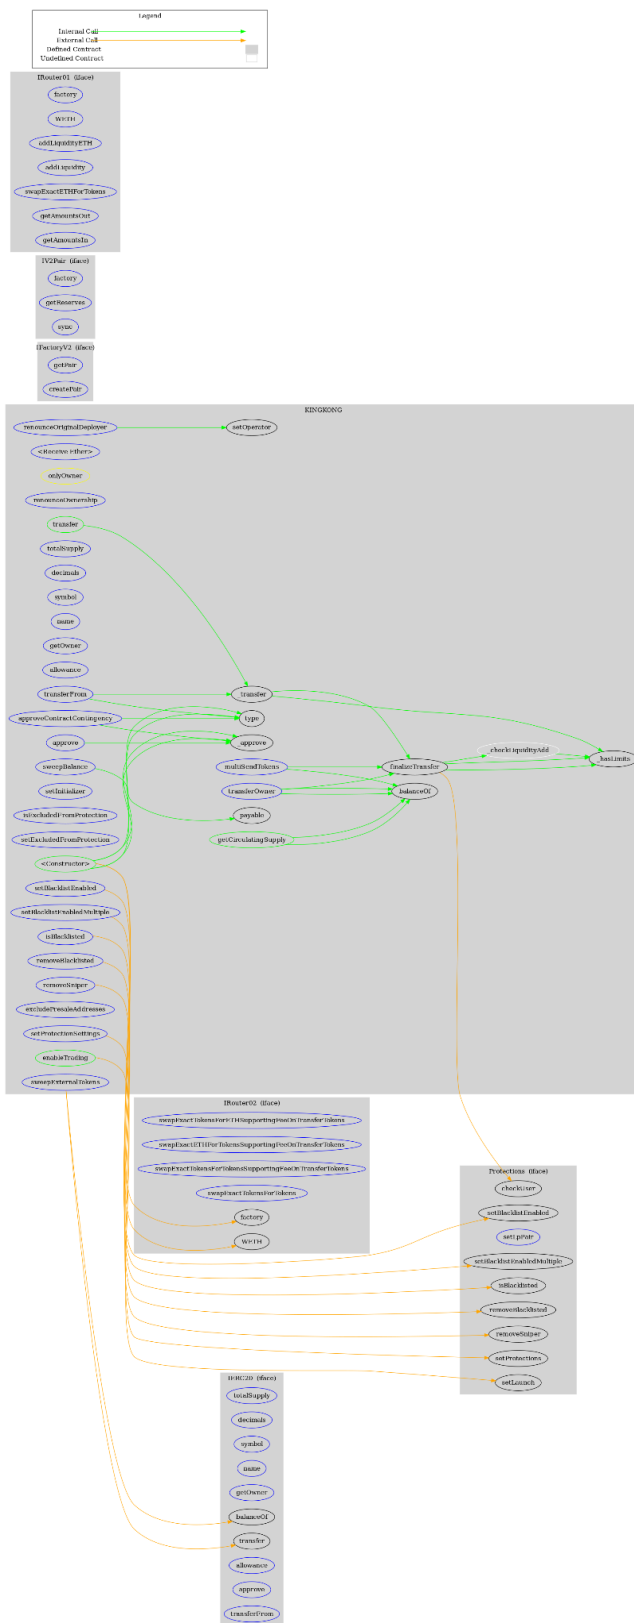 Legend
Internal Call
External Call
Defined Contract
Undefined Contract
IRouter01 (iface)
factory
WETH
addLiquidityETH
addLiquidity
swapExactETHForTokens
getAmountsOut
getAmountsIn
IV2Pair (iface)
factory
getReserves
sync
IFactoryV2 (iface)
getPair
createPair
KINGKONG
renounceOriginalDeployer
setOperator
<Receive Ether>
onlyOwner
renounceOwnership
transfer
totalSupply
decimals
symbol
name
getOwner
allowance
transferFrom
_transfer
approveContractContingency
type
approve
_approve
sweepBalance
multiSendTokens
finalizeTransfer
checkLiquidityAdd
_hasLimits
setInitializer
transferOwner
balanceOf
isExcludedFromProtection
payable
setExcludedFromProtection
getCirculatingSupply
<Constructor>
setBlacklistEnabled
setBlacklistEnabledMultiple
isBlacklisted
removeBlacklisted
removeSniper
excludePresaleAddresses
setProtectionSettings
enableTrading
sweepExternalTokens
IRouter02 (iface)
swapExactTokensForETHSupportingFeeOnTransferTokens
swapExactETHForTokensSupportingFeeOnTransferTokens
swapExactTokensForTokensSupportingFeeOnTransferTokens
swapExactTokensForTokens
factory
WETH
Protections (iface)
checkUser
setBlacklistEnabled
setLpPair
setBlacklistEnabledMultiple
isBlacklisted
removeBlacklisted
removeSniper
setProtections
setLaunch
IERC20 (iface)
totalSupply
decimals
symbol
name
getOwner
balanceOf
transfer
allowance
approve
transferFrom